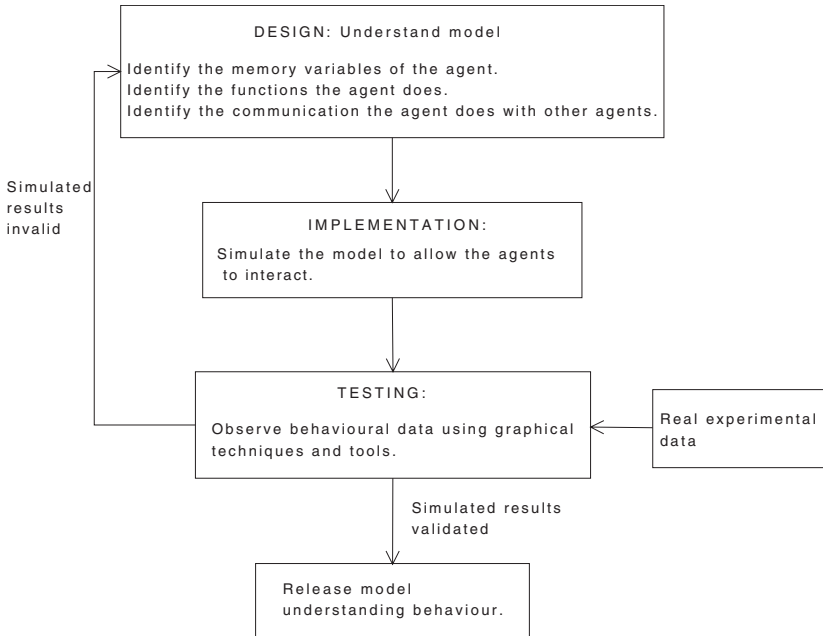 DESIGN: Understand model
Identify the memory variables of the agent.
Identify the functions the agent does.
Identify the communication the agent does with other agents.
Simulated
results
invalid
IMPLEMENTATION:
Simulate the model to allow the agents
to interact.
TESTING:
Observe behavioural data using graphical
techniques and tools.
Real experimental
data
Simulated results
validated
Release model
understanding behaviour.